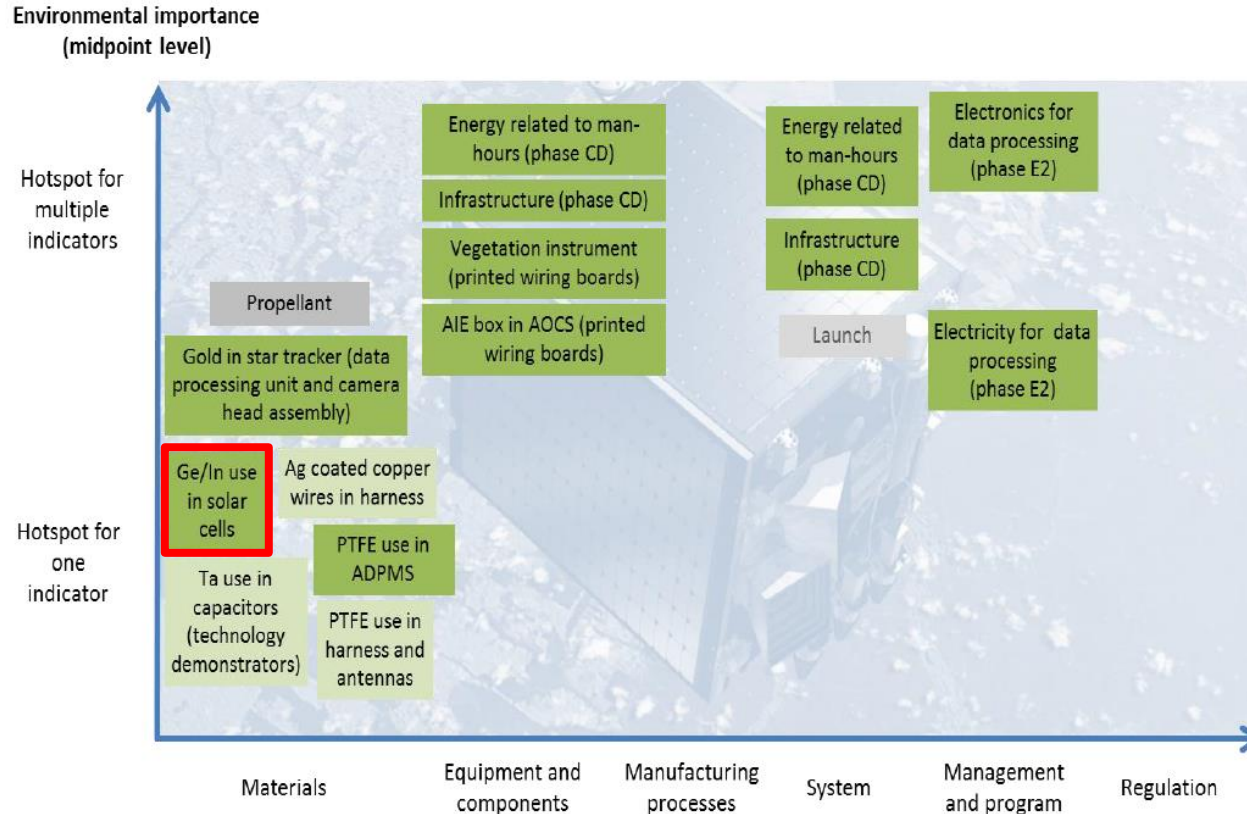 Environmental importance
(midpoint level)
Hotspot for
multiple
indicators
Hotspot for
one
indicator
Propellant
Gold in star tracker (data
processing unit and camera
head assembly)
Ge/In use
in solar
cells
Ag coated copper
wires in harness
PTFE use in
ADPMS
Ta use in
capacitors
(technology
demonstrators)
PTFE use in
harness and
antennas
Energy related to man-
hours (phase CD)
Infrastructure (phase CD)
Vegetation instrument
(printed wiring boards)
AIE box in AOCS (printed
wiring boards)
Energy related
to man-hours
(phase CD)
Infrastructure
(phase CD)
Launch
Electronics for
data processing
(phase E2)
Electricity for data
processing
(phase E2)
Materials
Equipment and
components
Manufacturing
processes
System
Management
and program
Regulation